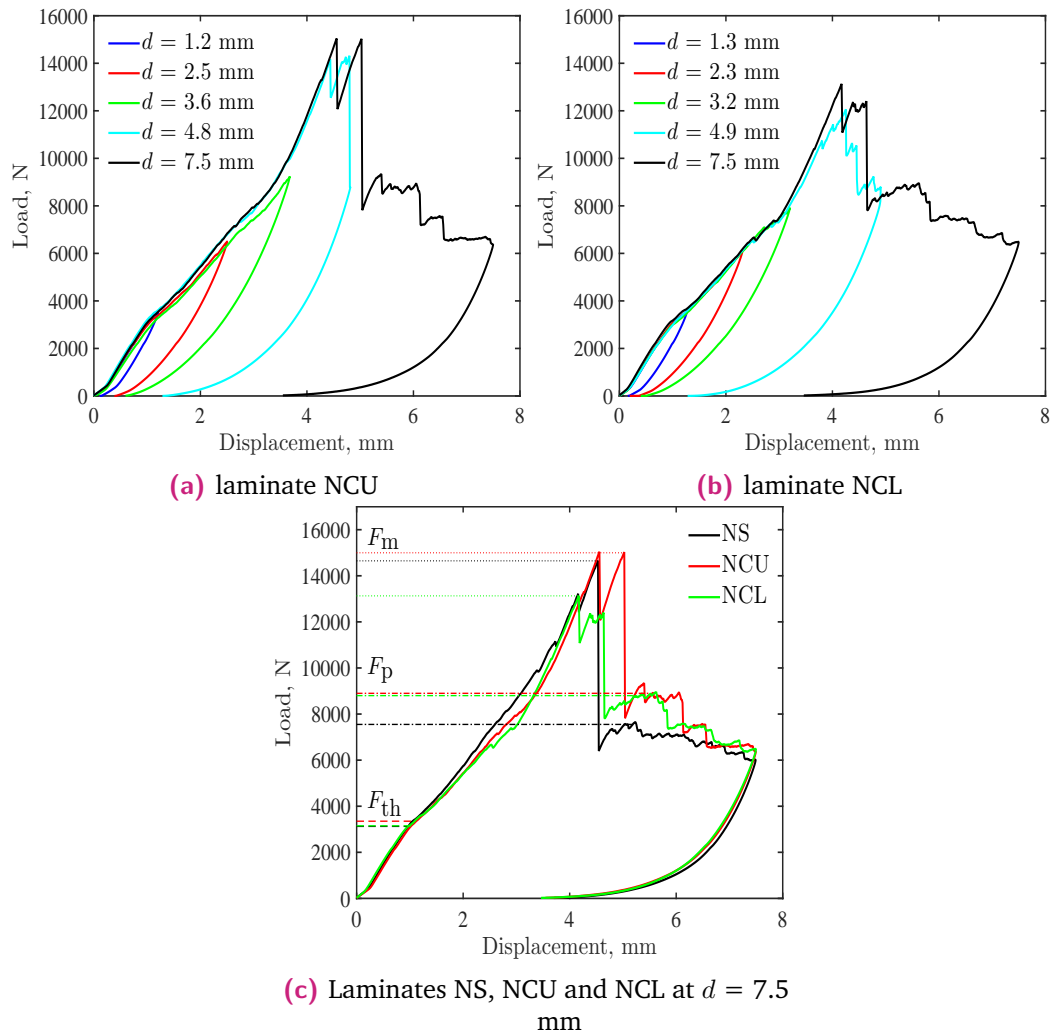 16000
14000
12000
10000
8000
6000
4000
2000
0
Load, N
d = 1.2 mm
d = 2.5 mm
d = 3.6 mm
d = 4.8 mm
d = 7.5 mm
0 2 4 6 8
Displacement, mm
(a) laminate NCU
16000
14000
12000
10000
8000
6000
4000
2000
0
Load, N
d = 1.3 mm
d = 2.3 mm
d = 3.2 mm
d = 4.9 mm
d = 7.5 mm
0 2 4 6 8
Displacement, mm
(b) laminate NCL
16000
14000
12000
10000
8000
6000
4000
2000
0
Load, N
Fm
Fp
Fth
NS
NCU
NCL
0 2 4 6 8
Displacement, mm
(c) Laminates NS, NCU and NCL at d = 7.5
mm